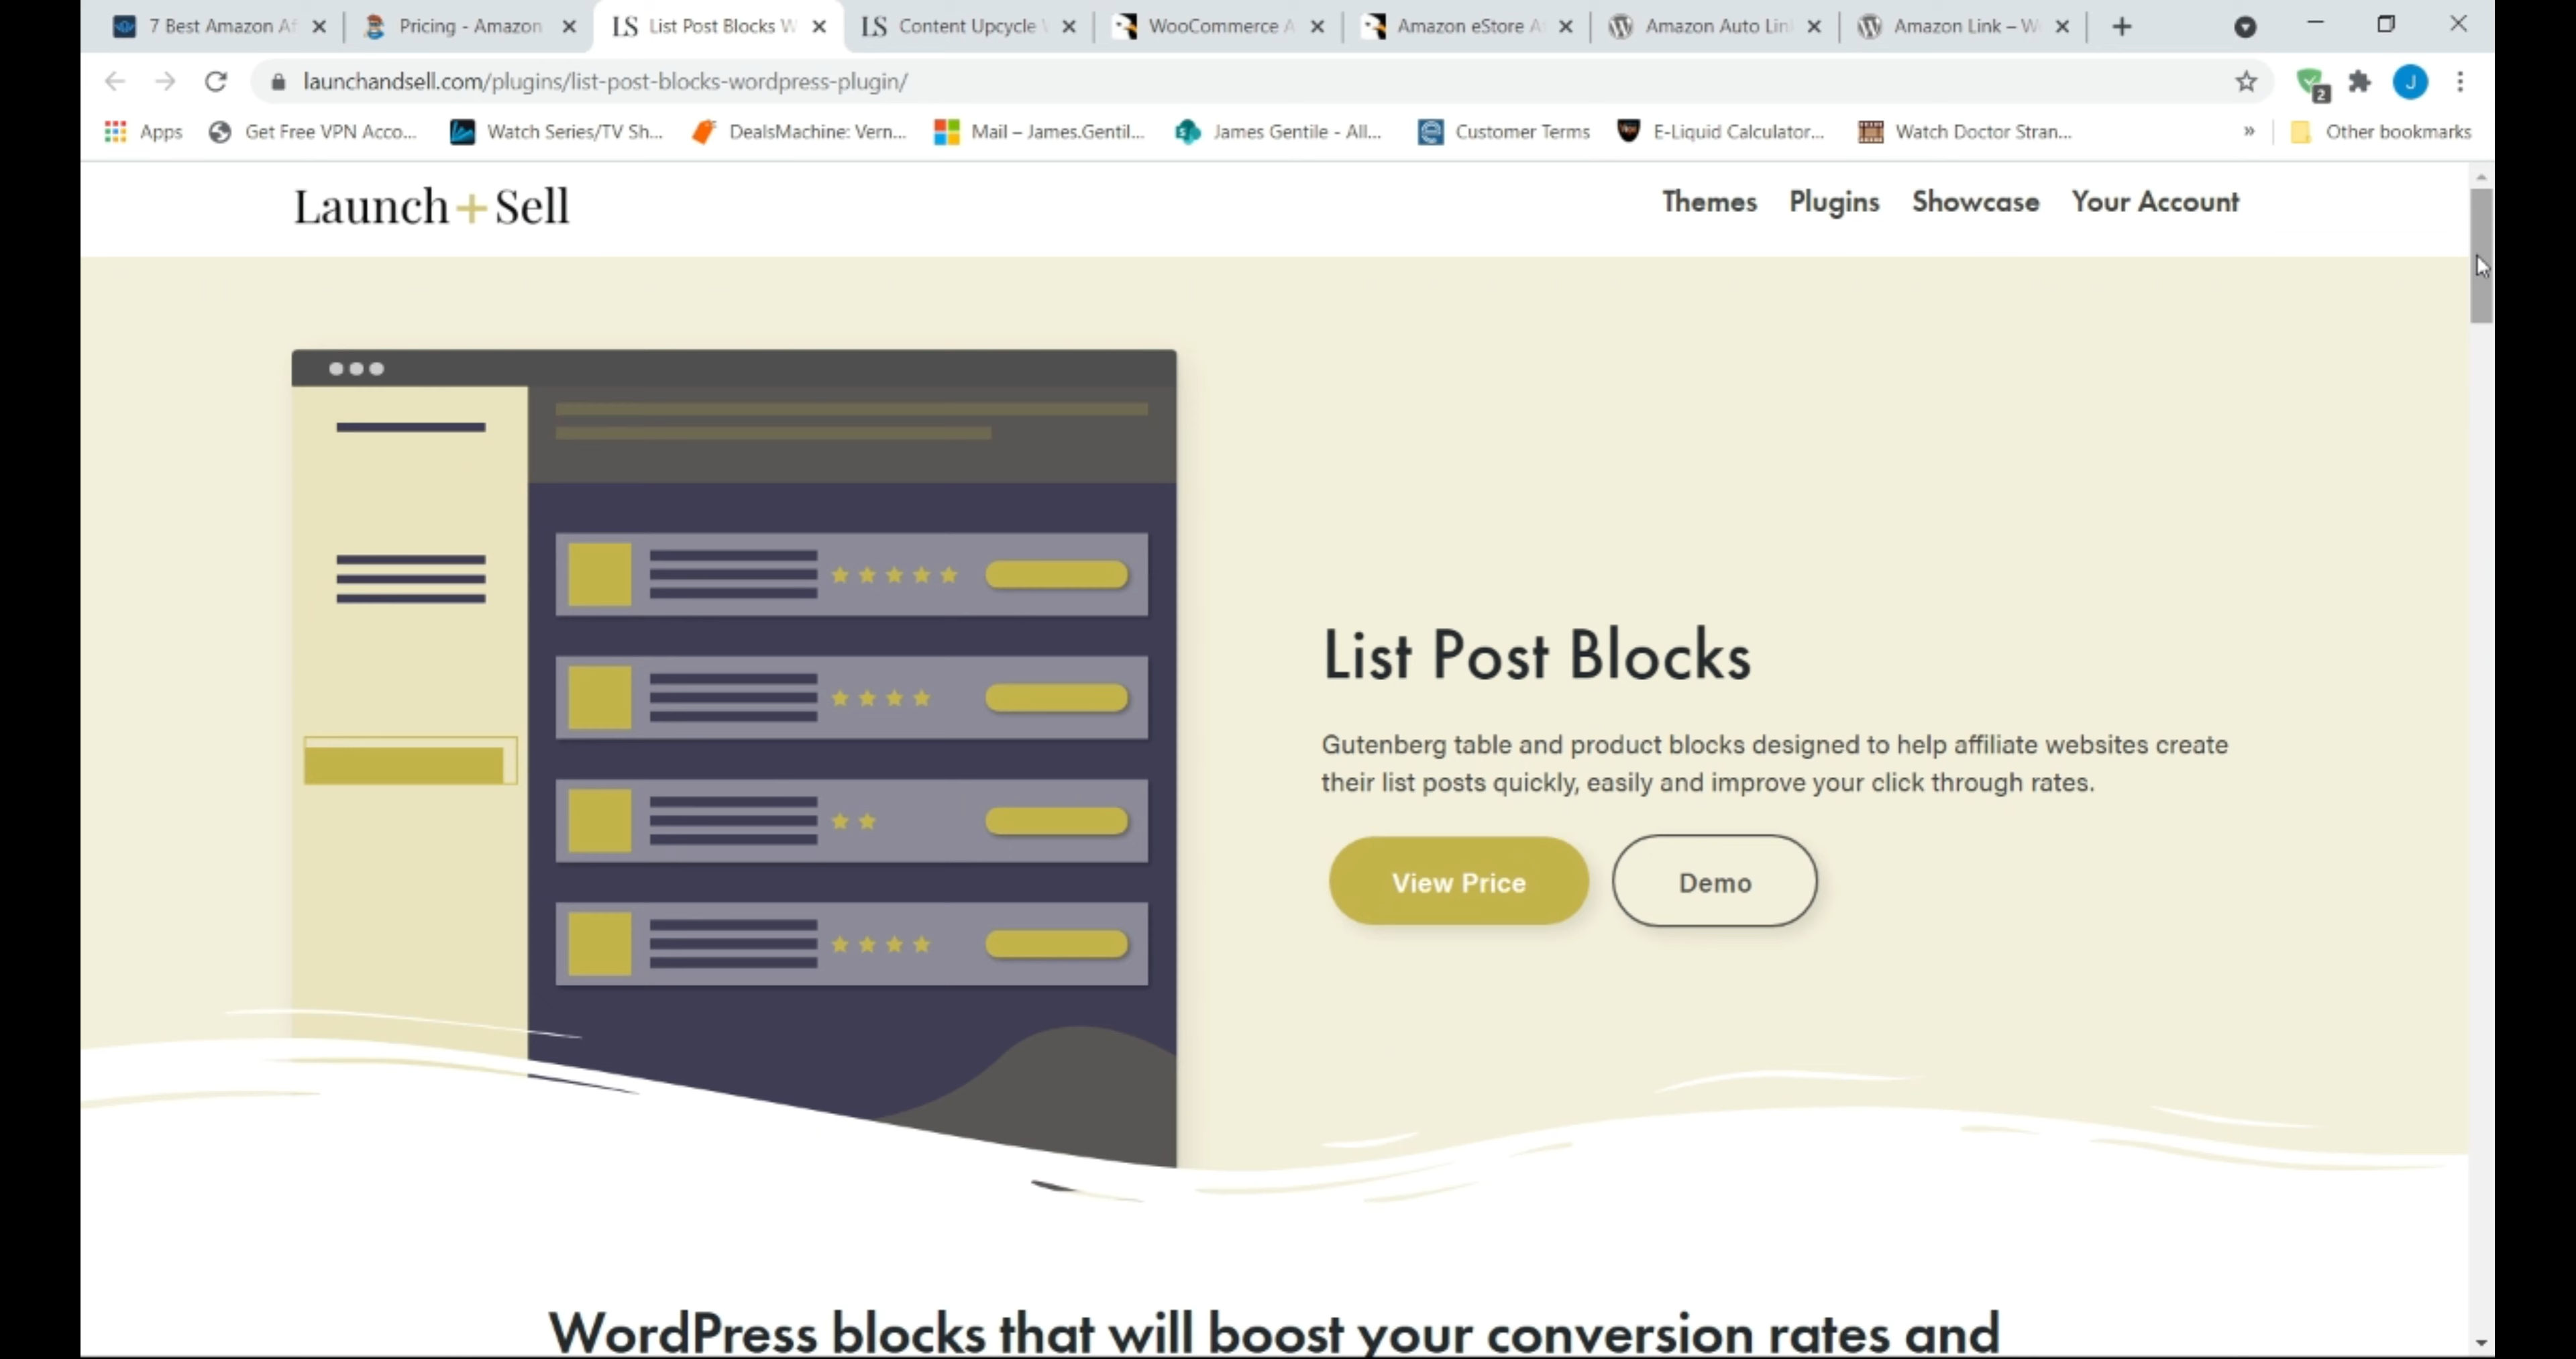 7 Best Amazon Af
Pricing - Amazon
LS List Post Blocks W
LS Content Upcycle
WooCommerce A
Amazon eStore A
Amazon Auto Lin
Amazon Link – W
launchandsell.com/plugins/list-post-blocks-wordpress-plugin/
2
J
Apps
Get Free VPN Acco...
Watch Series/TV Sh...
DealsMachine: Vern...
Mail – James.Gentil...
James Gentile - All...
Customer Terms
E-Liquid Calculator...
Watch Doctor Stran...
»
Other bookmarks
Launch+Sell
Themes Plugins Showcase Your Account
List Post Blocks
Gutenberg table and product blocks designed to help affiliate websites create
their list posts quickly, easily and improve your click through rates.
View Price
Demo
WordPress blocks that will boost your conversion rates and